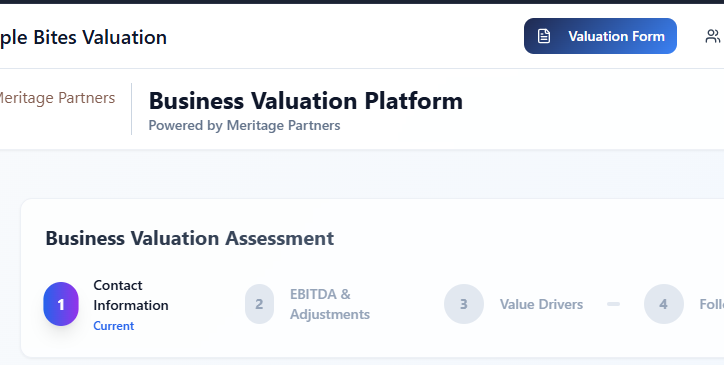 ple Bites Valuation
Valuation Form
Meritage Partners
Business Valuation Platform
Powered by Meritage Partners
Business Valuation Assessment
1
Contact
Information
Current
2
EBITDA &
Adjustments
3
Value Drivers
4
Foll